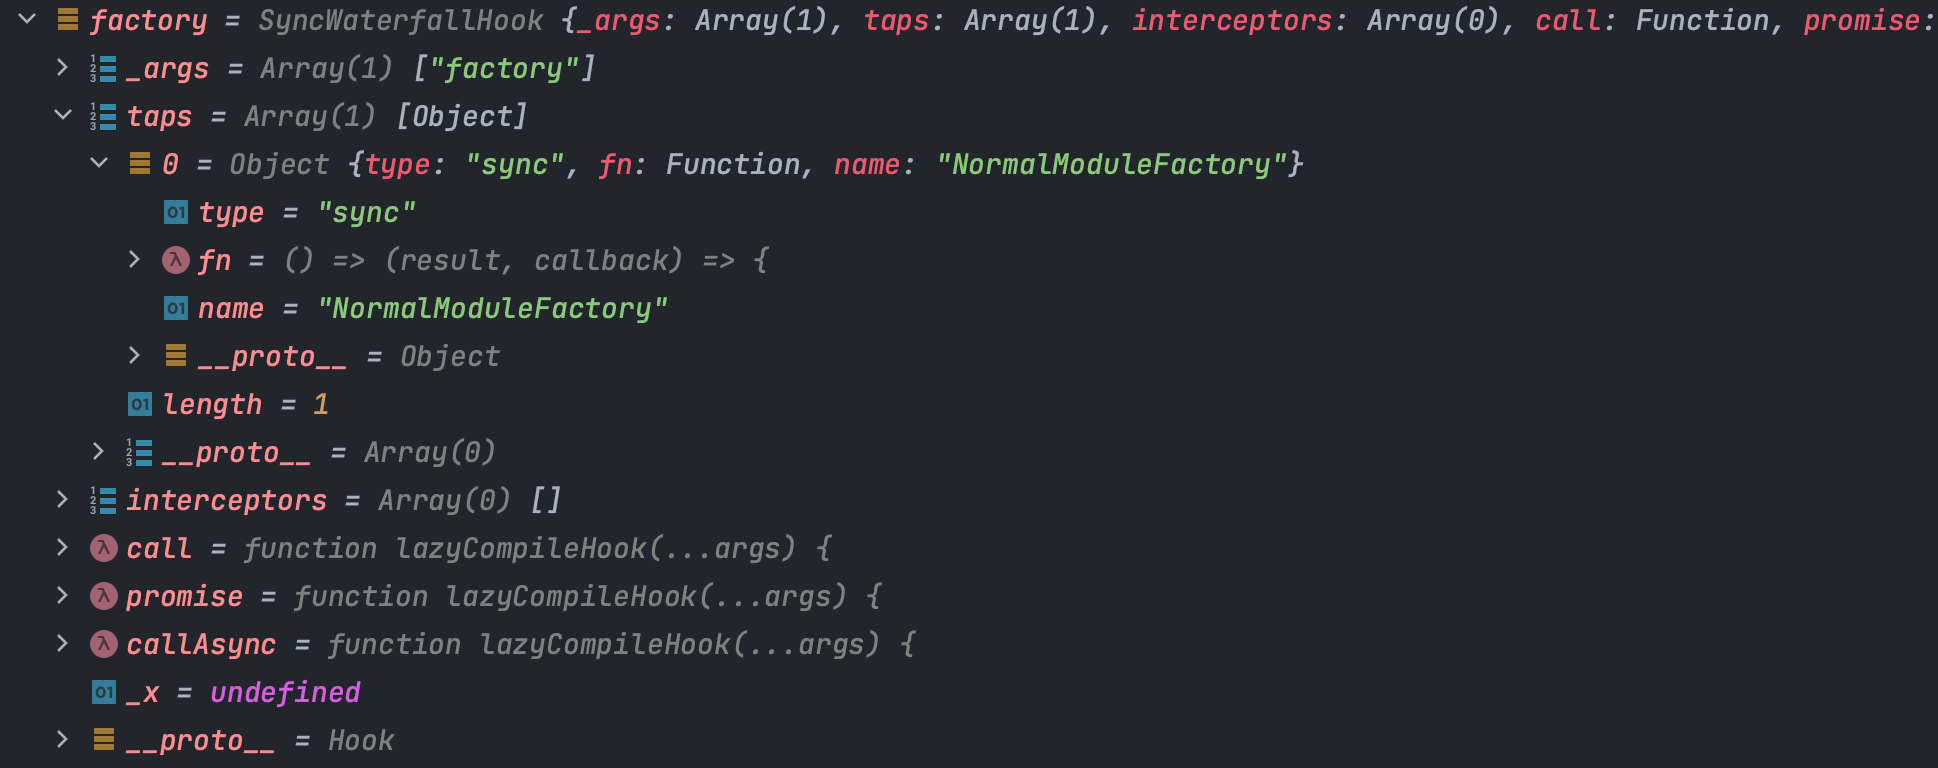 factory = SyncWaterfallHook {_args: Array(1), taps: Array(1), interceptors: Array(0), call: Function, promise:
_args = Array(1) ["factory"]
taps = Array(1) [Object]
0 = Object {type: "sync", fn: Function, name: "NormalModuleFactory"}
type = "sync"
fn = () => (result, callback) => {
name = "NormalModuleFactory"
__proto__ = Object
length = 1
__proto__ = Array(0)
interceptors = Array(0) []
call = function lazyCompileHook(...args) {
promise = function lazyCompileHook(...args) {
callAsync = function lazyCompileHook(...args) {
_x = undefined
__proto__ = Hook